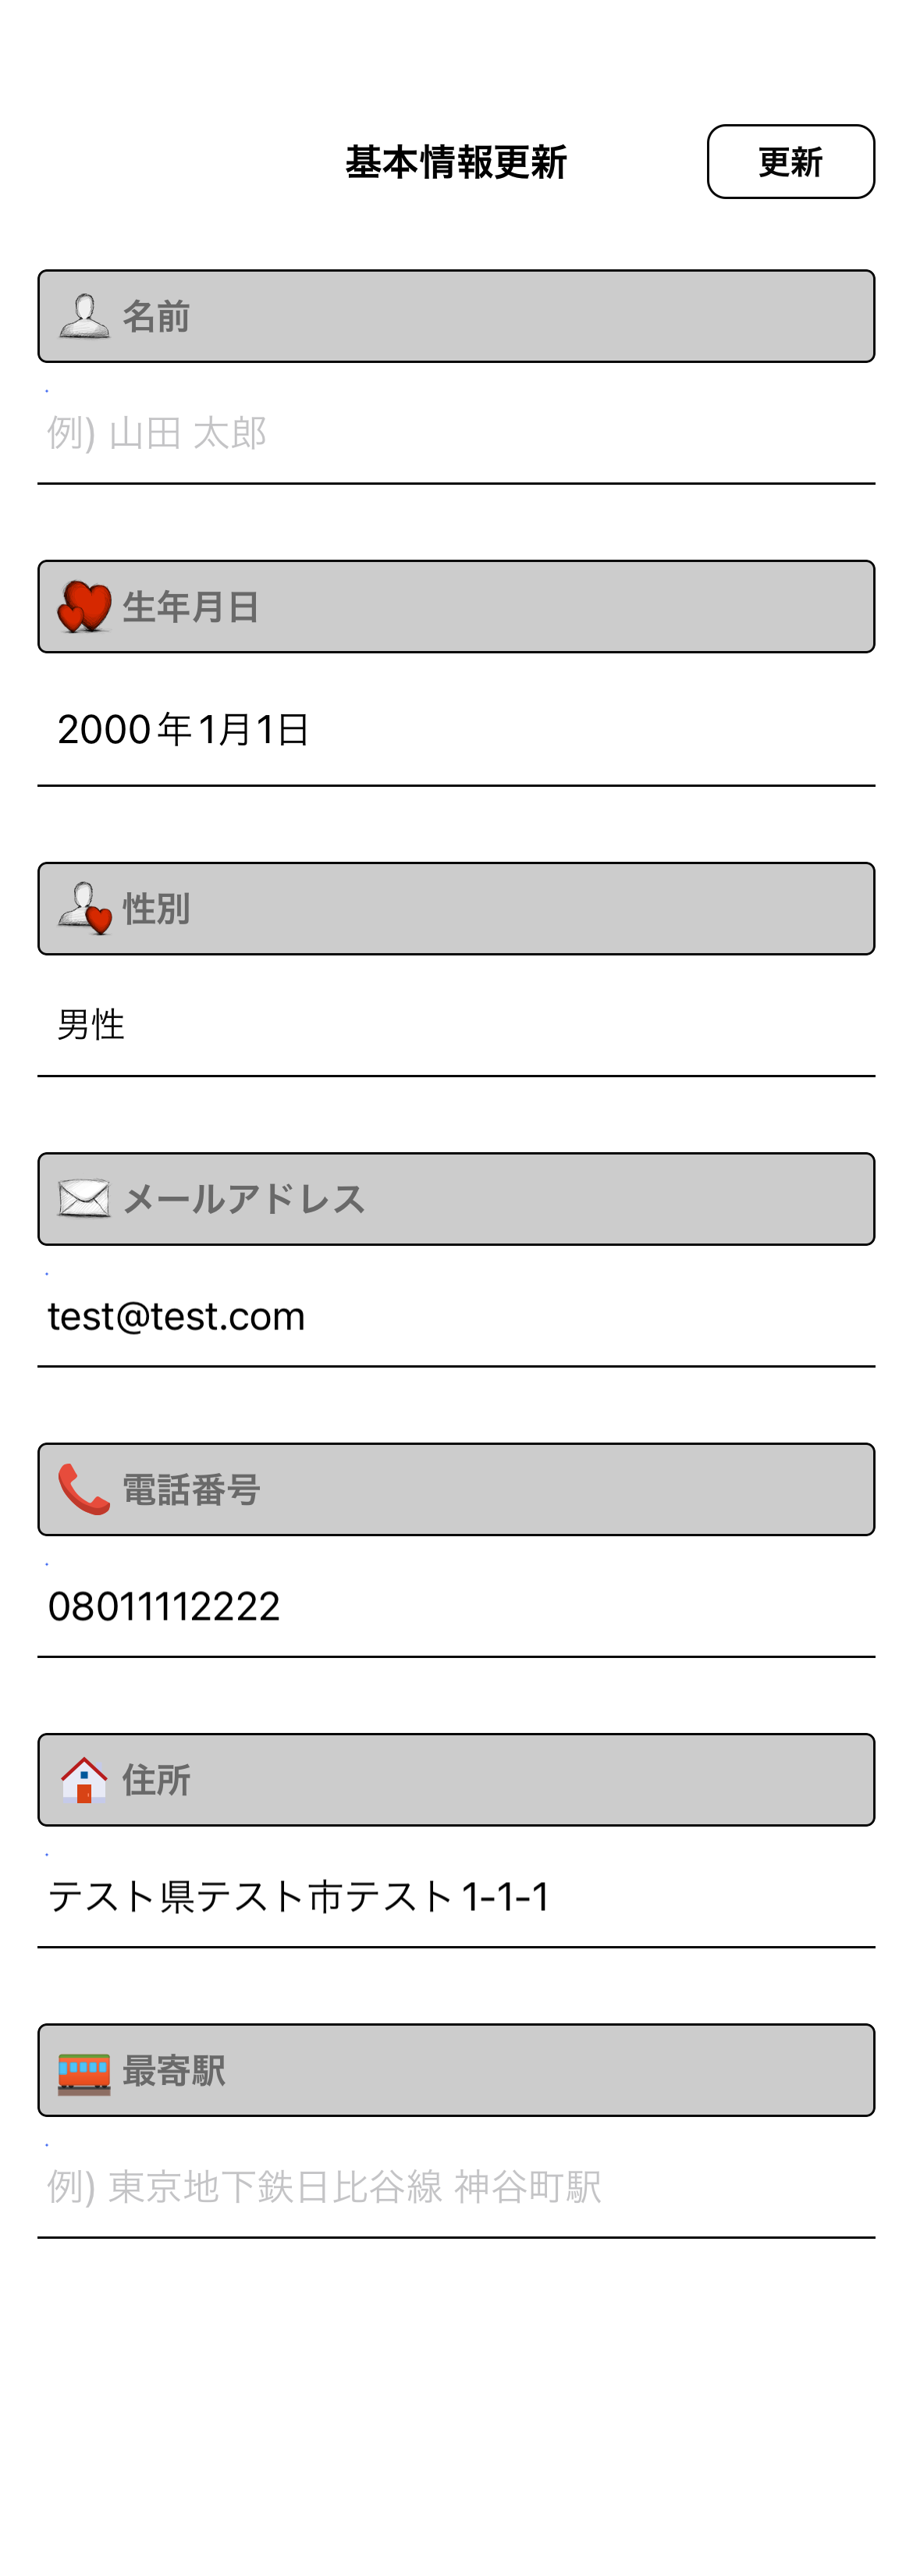 基本情報更新
更新
名前
例) 山田 太郎
生年月日
2000年1月1日
性別
男性
メールアドレス
test@test.com
電話番号
08011112222
住所
テスト県テスト市テスト1-1-1
最寄駅
例) 東京地下鉄日比谷線 神谷町駅